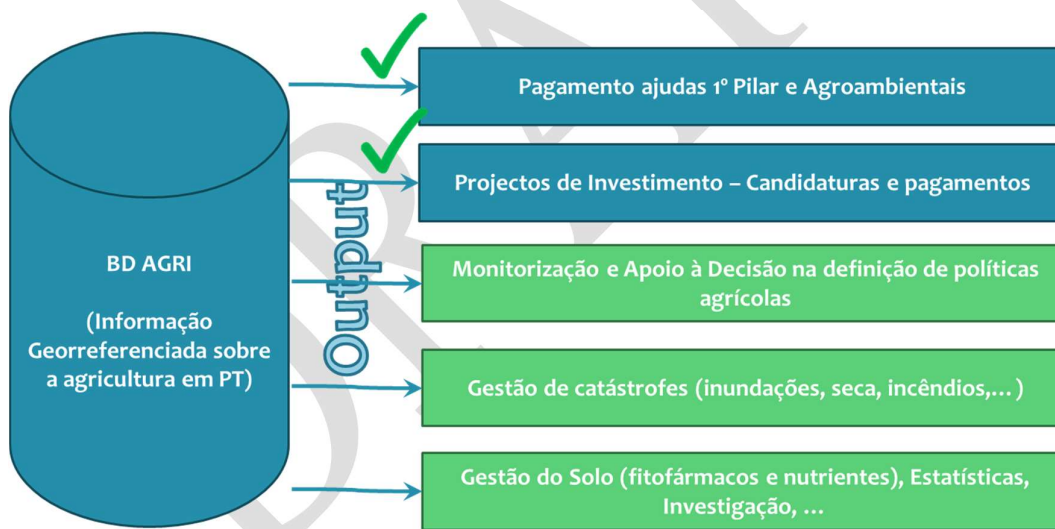 BD AGRI
(Informação
Georreferenciada sobre
a agricultura em PT)
Output
Pagamento ajudas 1º Pilar e Agroambientais
Projectos de Investimento – Candidaturas e pagamentos
Monitorização e Apoio à Decisão na definição de políticas
agrícolas
Gestão de catástrofes (inundações, seca, incêndios,... )
Gestão do Solo (fitofármacos e nutrientes), Estatísticas,
Investigação, ...
DRAFT